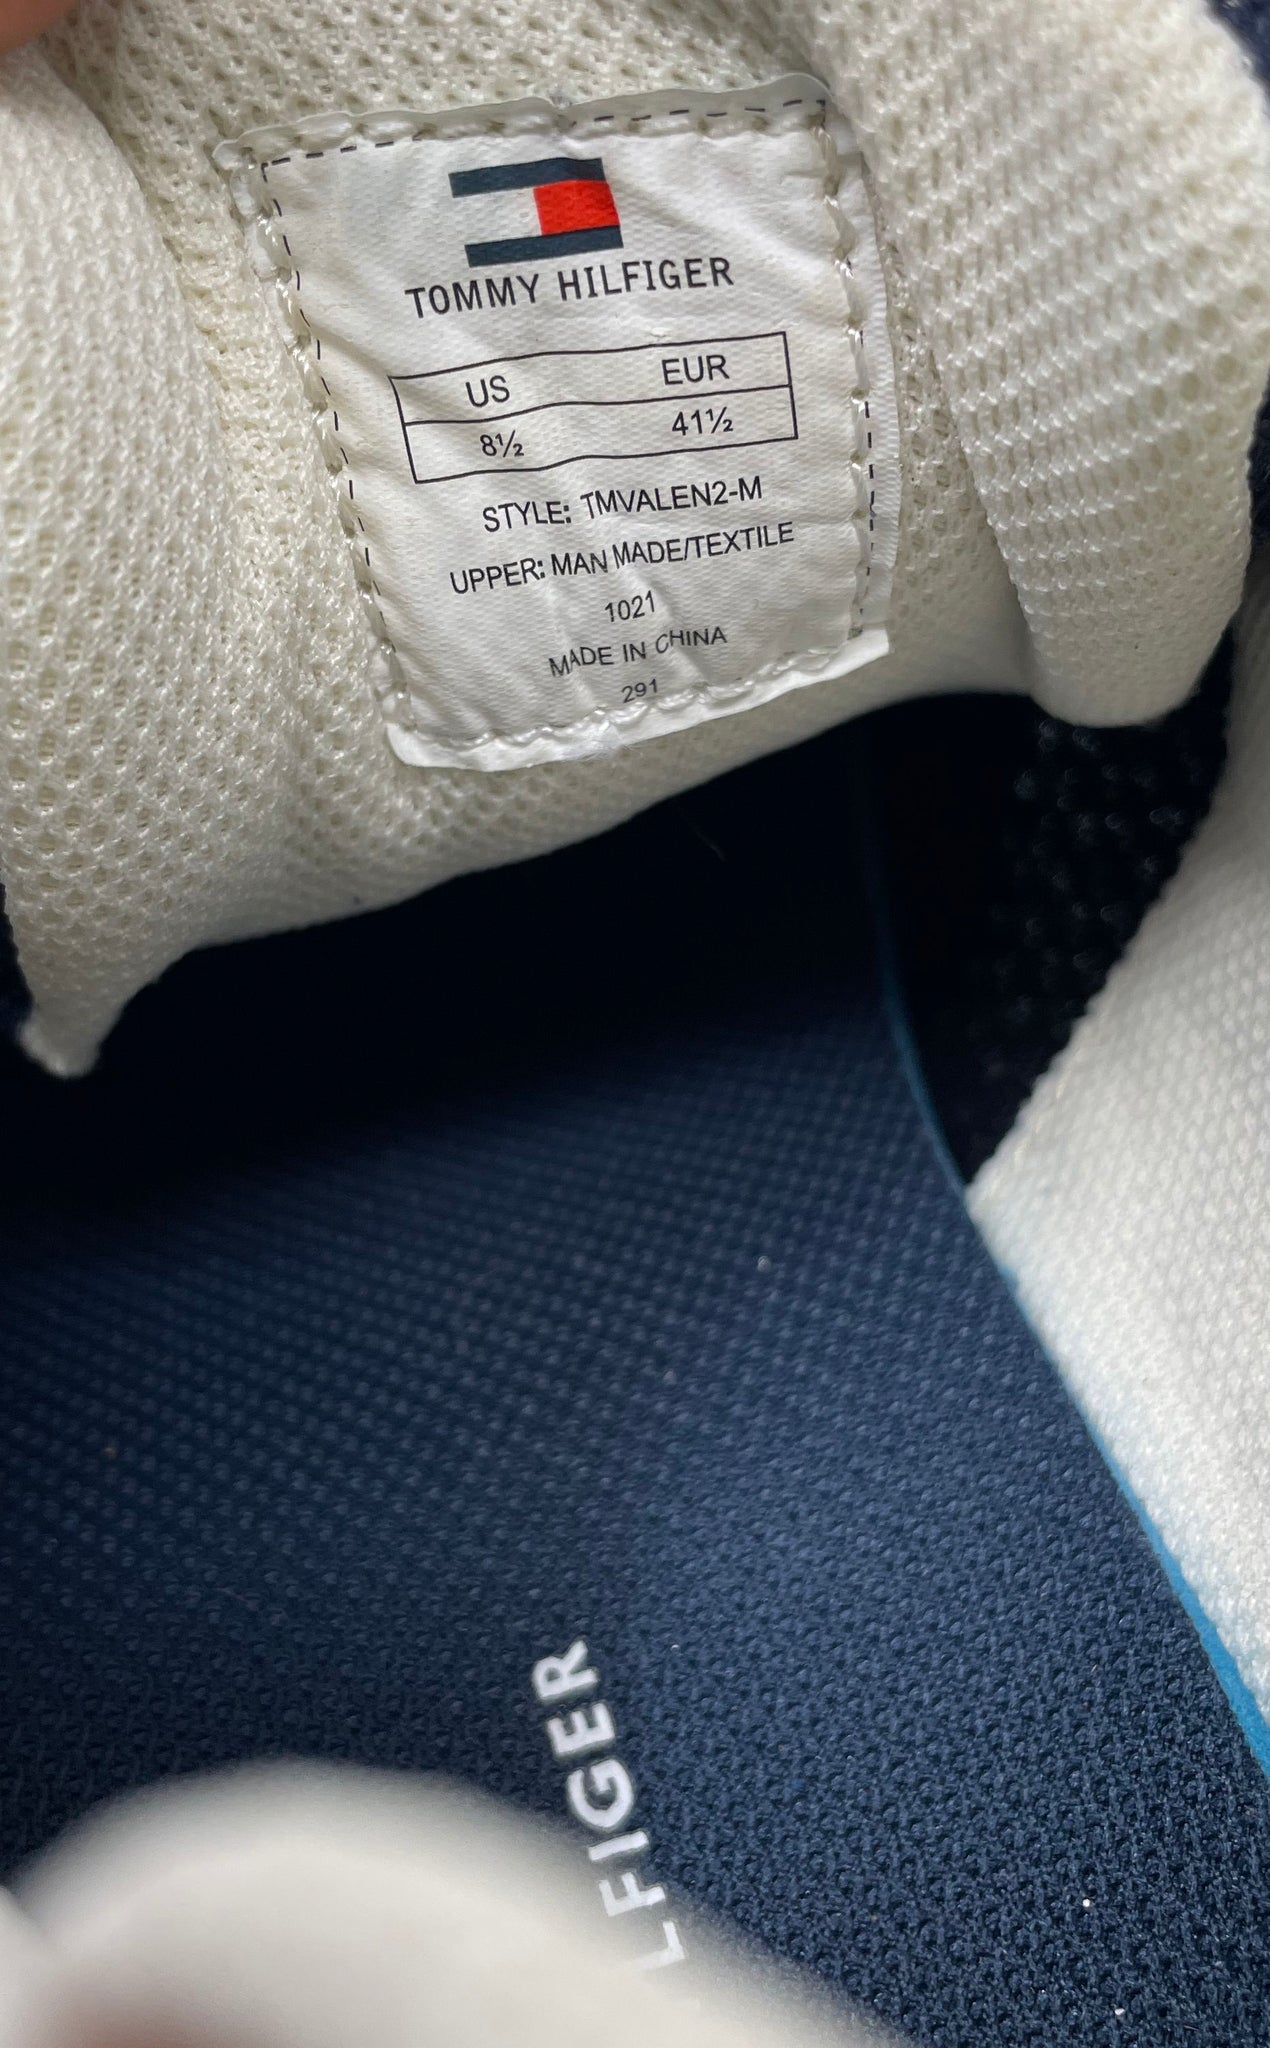 TOMMY HILFIGER
US EUR
8½ 41½
STYLE: TMVALEN2-M
UPPER: MAN MADE/TEXTILE
1021
MADE IN CHINA
291
LFIGER